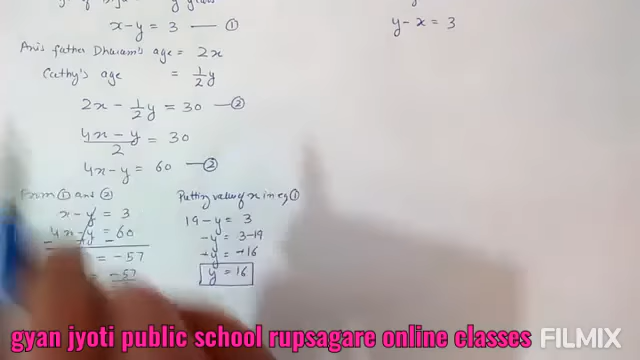 x - y = 3 — ①
Ani's father Dharam's age = 2x
Cathy's age = 1/2 y
2x - 1/2 y = 30 — ②
4x - y / 2 = 30
4x - y = 60 — ②
From ① and ②
x - y = 3
4x - y = 60
= -57
= -57
Putting value of x in eq ①
19 - y = 3
-y = 3 - 19
-y = -16
y = 16
y - x = 3
gyan jyoti public school rupsagare online classes
FILMIX